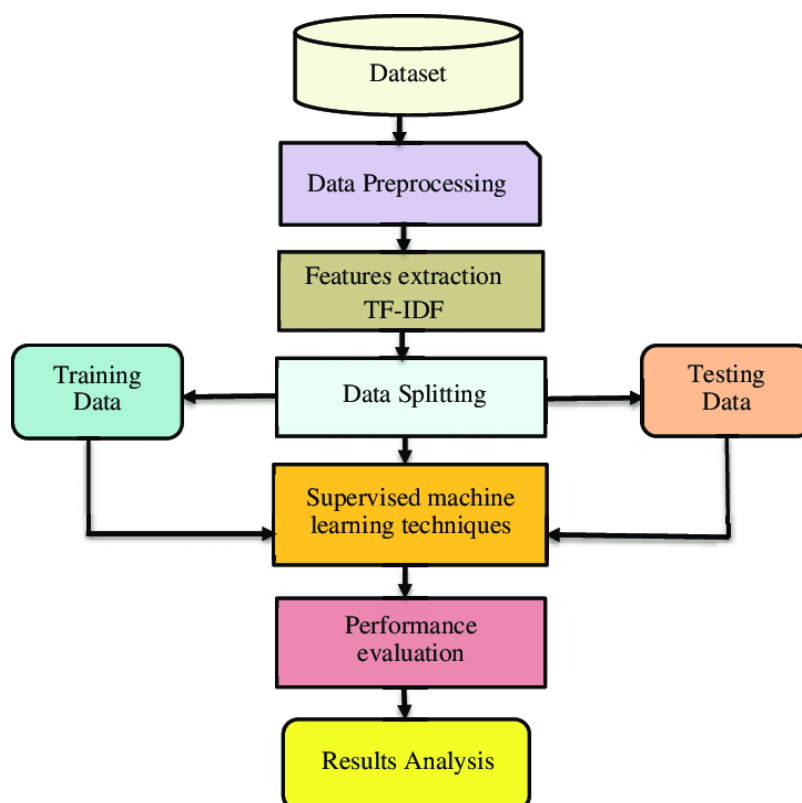 Dataset
Data Preprocessing
Features extraction
TF-IDF
Training
Data
Data Splitting
Testing
Data
Supervised machine
learning techniques
Performance
evaluation
Results Analysis